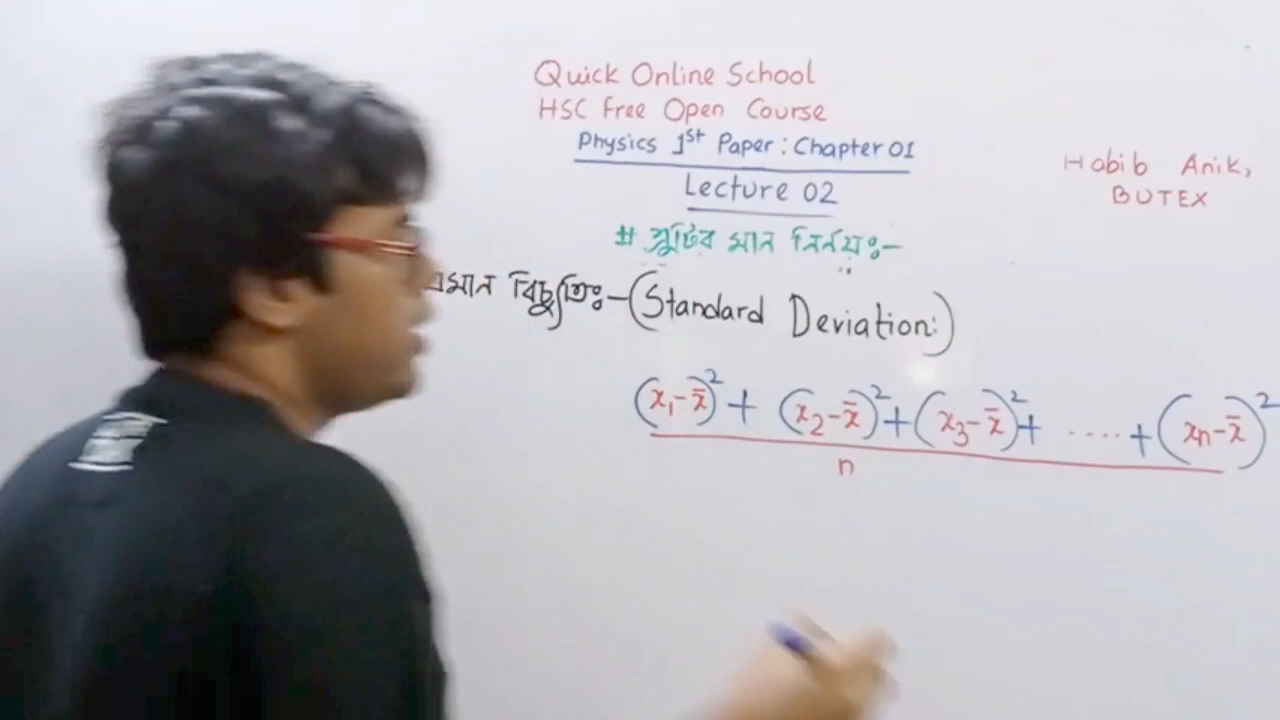 Quick Online School
HSC Free Open Course
Physics 1st Paper: Chapter 01
Lecture 02
Habib Anik,
BUTEX
# ত্রুটির মান নির্নয়ঃ-
বিচ্যুতিঃ-(Standard Deviation:)
(x₁-x̄)² + (x₂-x̄)² + (x₃-x̄)² + ..... + (xn-x̄)²
n